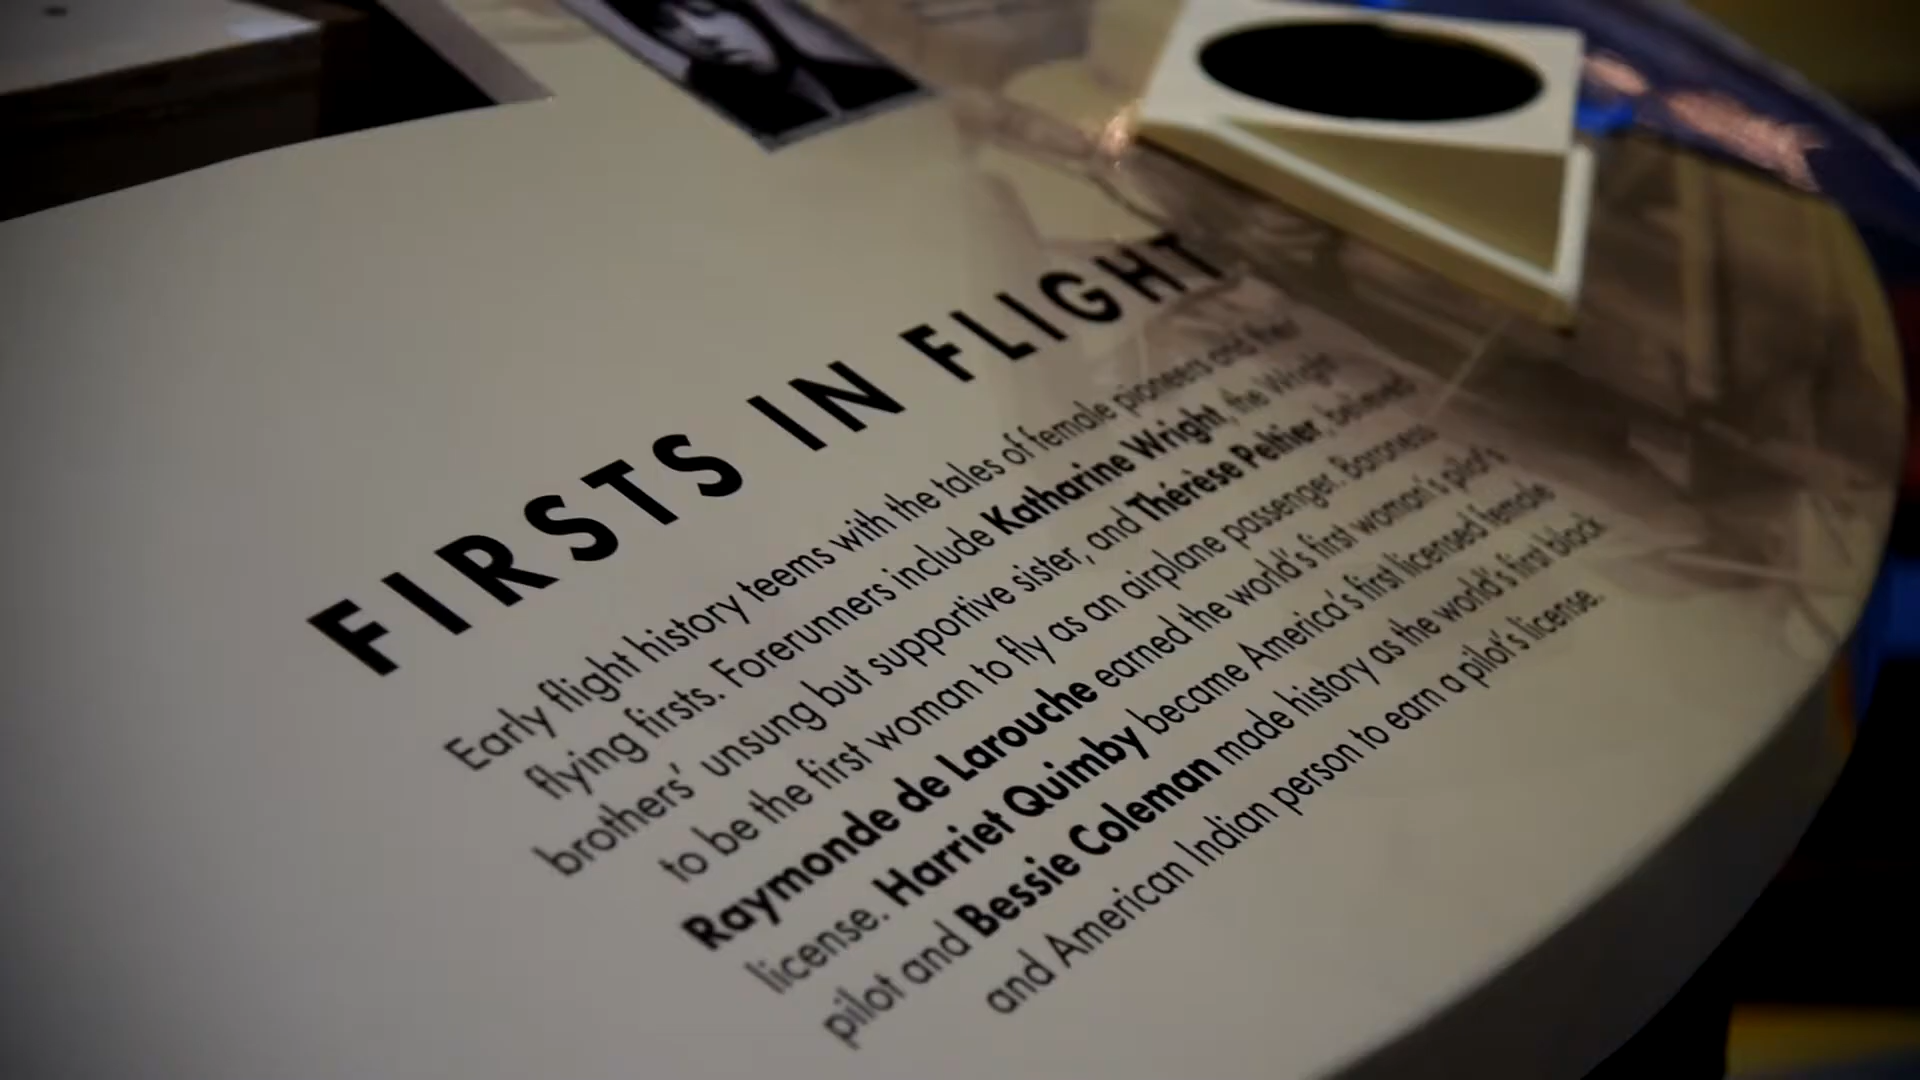 FIRSTS IN FLIGHT
Early flight history teems with the tales of female pioneers and their
flying firsts. Forerunners include Katharine Wright, the Wright
brothers' unsung but supportive sister, and Thérèse Peltier, believed
to be the first woman to fly as an airplane passenger. Baroness
Raymonde de Larouche earned the world's first woman's pilot's
license. Harriet Quimby became America's first licensed female
pilot and Bessie Coleman made history as the world's first black
and American Indian person to earn a pilot's license.